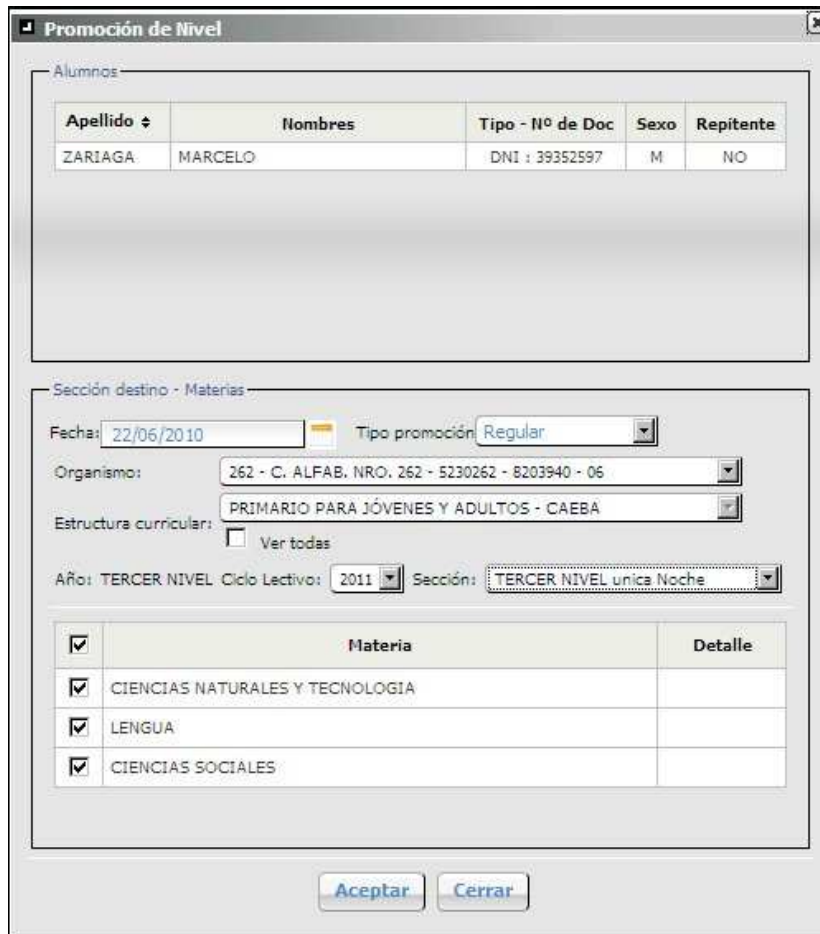 Promoción de Nivel
Alumnos
Apellido Nombres Tipo - Nº de Doc Sexo Repitente
ZARIAGA MARCELO DNI : 39352597 M NO
Sección destino - Materias
Fecha: 22/06/2010 Tipo promoción Regular
Organismo: 262 - C. ALFAB. NRO. 262 - 5230262 - 8203940 - 06
Estructura curricular: PRIMARIO PARA JÓVENES Y ADULTOS - CAEBA
Ver todas
Año: TERCER NIVEL Ciclo Lectivo: 2011 Sección: TERCER NIVEL unica Noche
Materia Detalle
CIENCIAS NATURALES Y TECNOLOGIA
LENGUA
CIENCIAS SOCIALES
Aceptar Cerrar